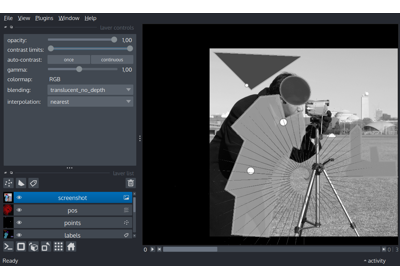 File View Plugins Window Help
layer controls
opacity: 1.00
contrast limits:
auto-contrast: once continuous
gamma: 1.00
colormap: RGB
blending: translucent_no_depth
interpolation: nearest
layer list
screenshot
pos
points
labels
0
Ready
activity